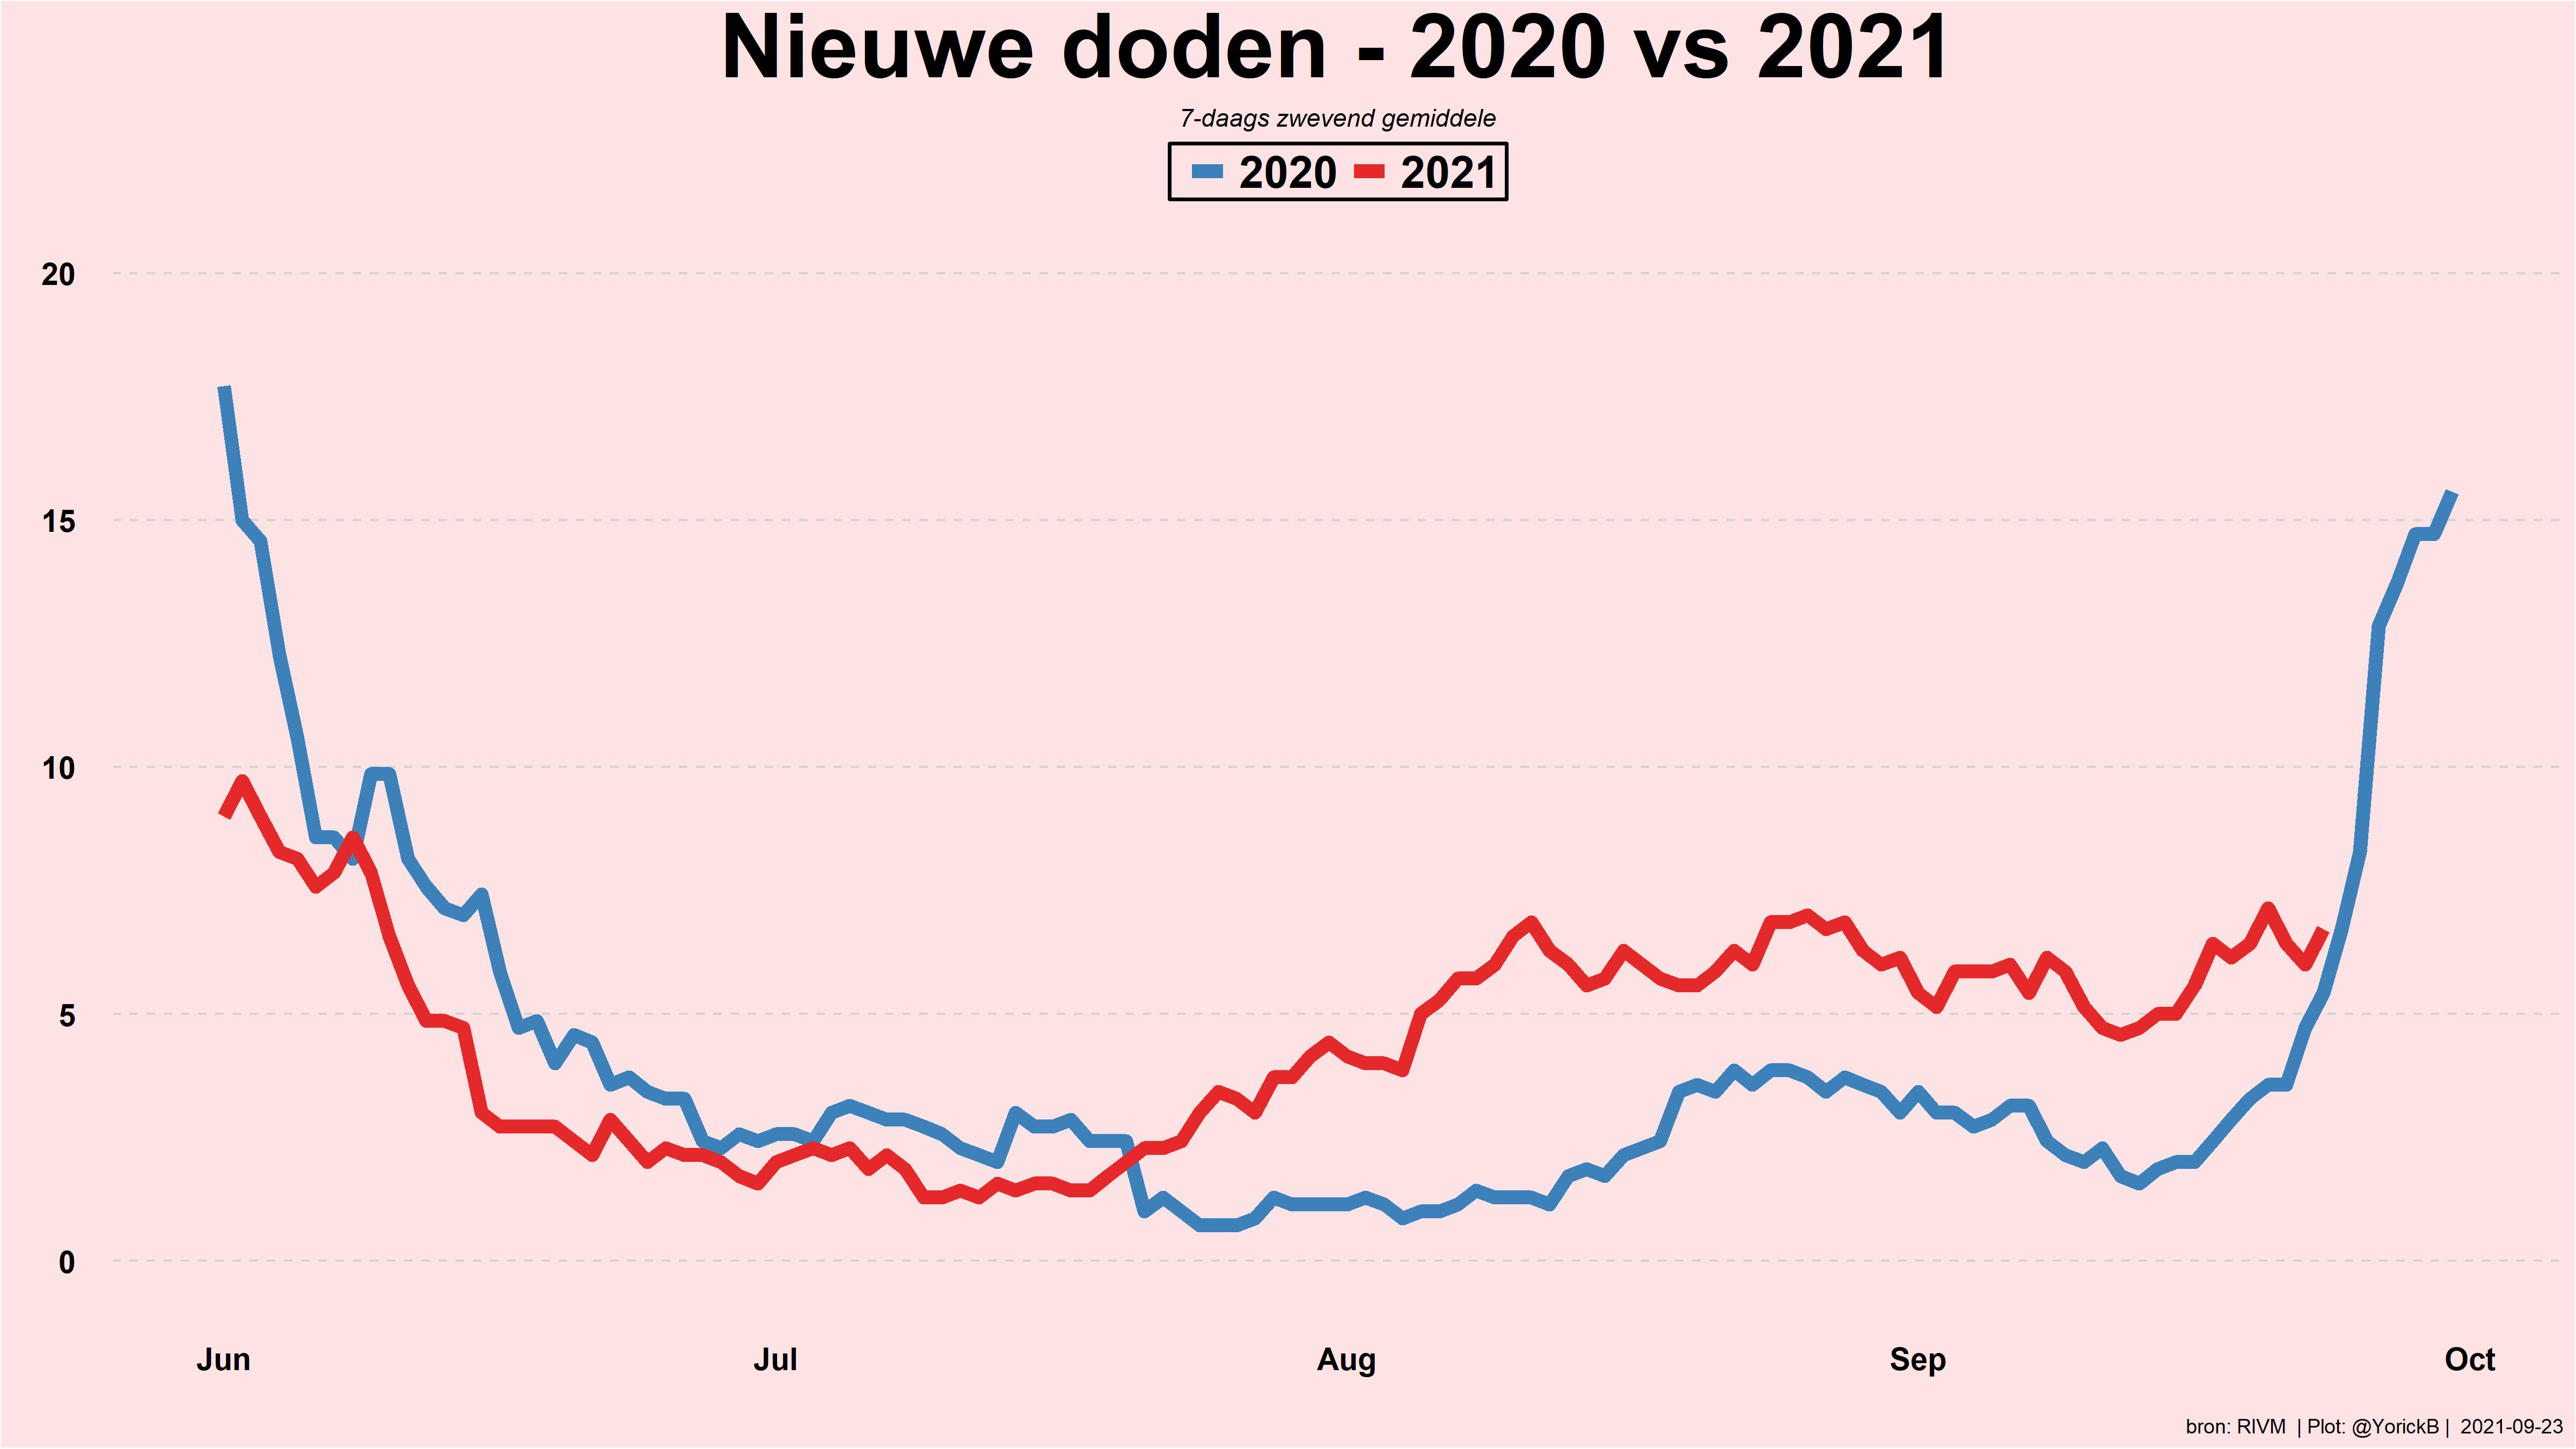 Nieuwe doden - 2020 vs 2021
7-daags zwevend gemiddele
2020 2021
20
15
10
5
0
Jun Jul Aug Sep Oct
bron: RIVM | Plot: @YorickB | 2021-09-23